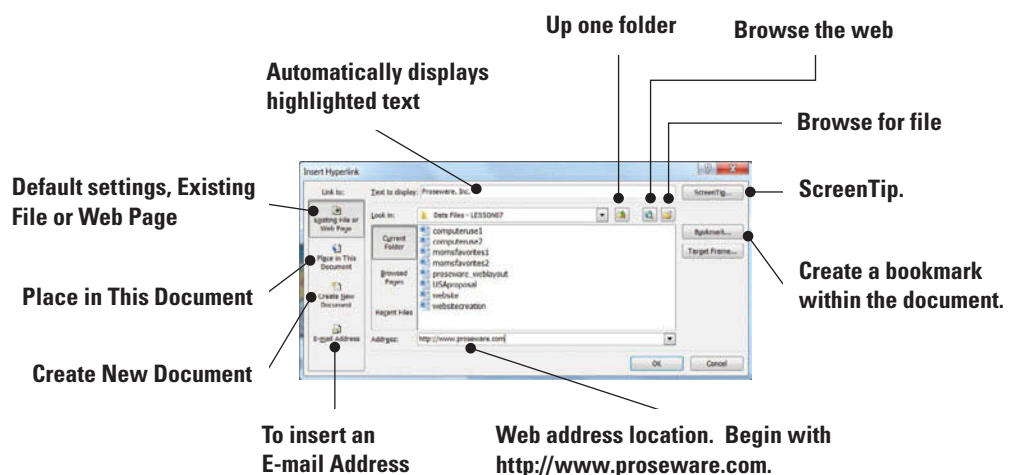 Up one folder
Browse the web
Automatically displays
highlighted text
Browse for file
Default settings, Existing
File or Web Page
ScreenTip.
Place in This Document
Create a bookmark
within the document.
Create New Document
To insert an
E-mail Address
Web address location. Begin with
http://www.proseware.com.
Insert Hyperlink
Link to:
Text to display: Proseware, Inc.
ScreenTip...
Existing File or
Web Page
Look in: Data Files - LESSON07
Bookmark...
Target Frame...
Place in This
Document
Create New
Document
E-mail Address
Current
Folder
Browsed
Pages
Recent Files
computeruse1
computeruse2
momsfavorites1
momsfavorites2
proseware_weblayout
USAproposal
website
websitecreation
Address: http://www.proseware.com
OK
Cancel